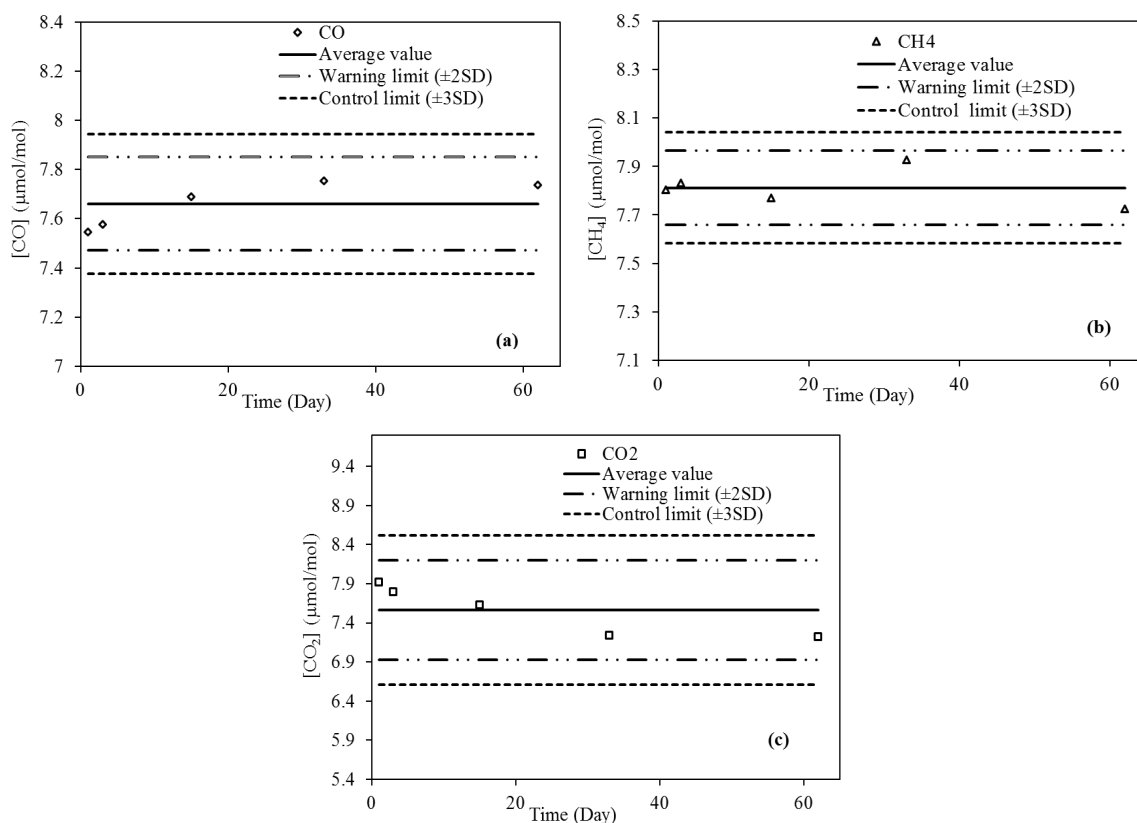 CO
Average value
Warning limit (±2SD)
Control limit (±3SD)
[CO] (µmol/mol)
8.4
8.2
8
7.8
7.6
7.4
7.2
7
0
20
40
60
Time (Day)
(a)
CH4
Average value
Warning limit (±2SD)
Control limit (±3SD)
[CH₄] (µmol/mol)
8.5
8.3
8.1
7.9
7.7
7.5
7.3
7.1
0
20
40
60
Time (Day)
(b)
CO2
Average value
Warning limit (±2SD)
Control limit (±3SD)
[CO₂] (µmol/mol)
9.4
8.9
8.4
7.9
7.4
6.9
6.4
5.9
5.4
0
20
40
60
Time (Day)
(c)